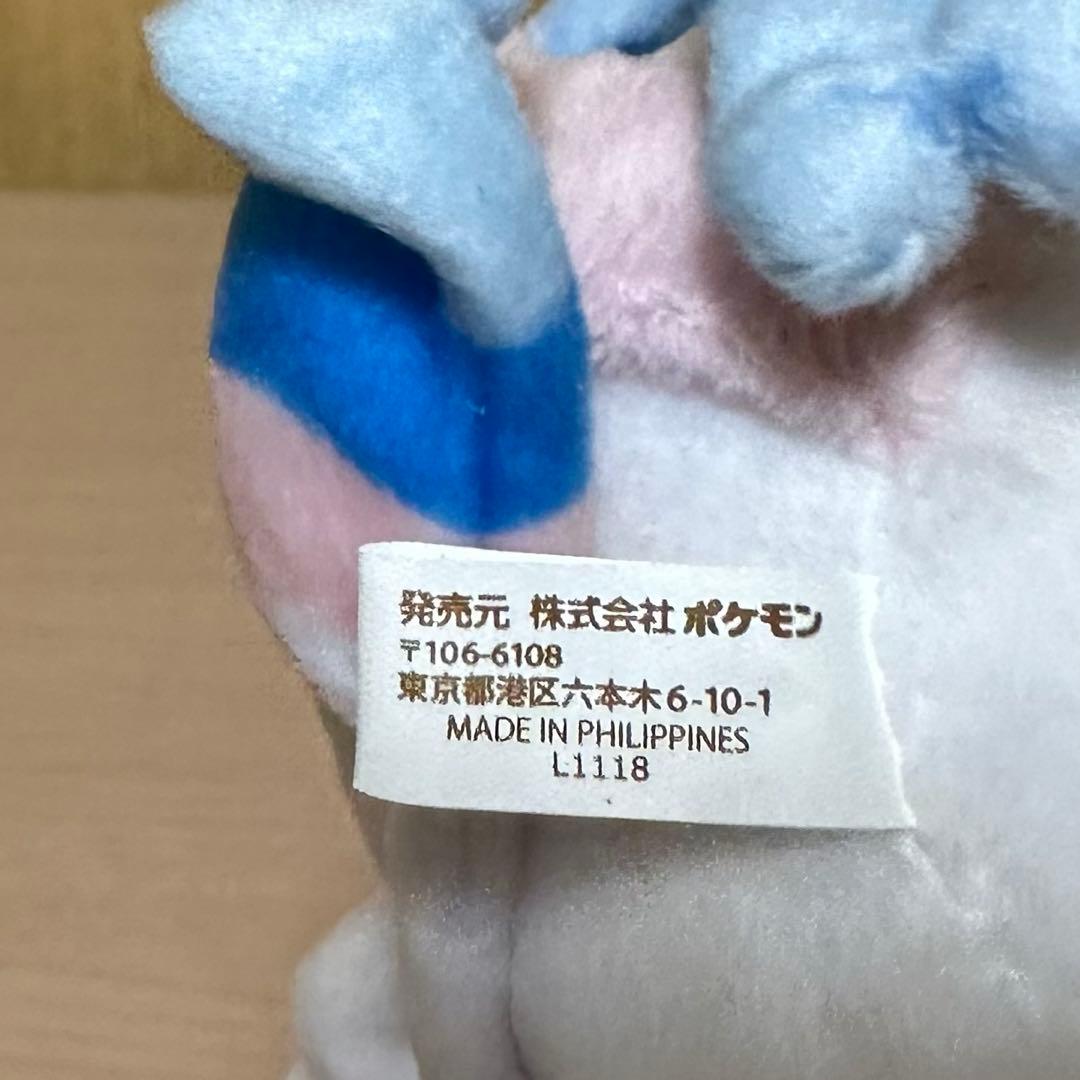 発売元 株式会社 ポケモン
〒106-6108
東京都港区六本木6-10-1
MADE IN PHILIPPINES
L1118